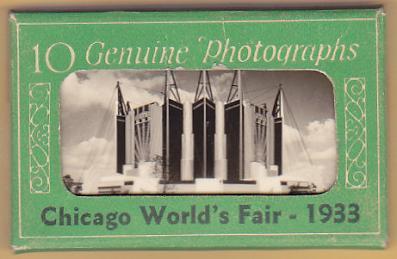 10 Genuine Photographs
Chicago World's Fair - 1933